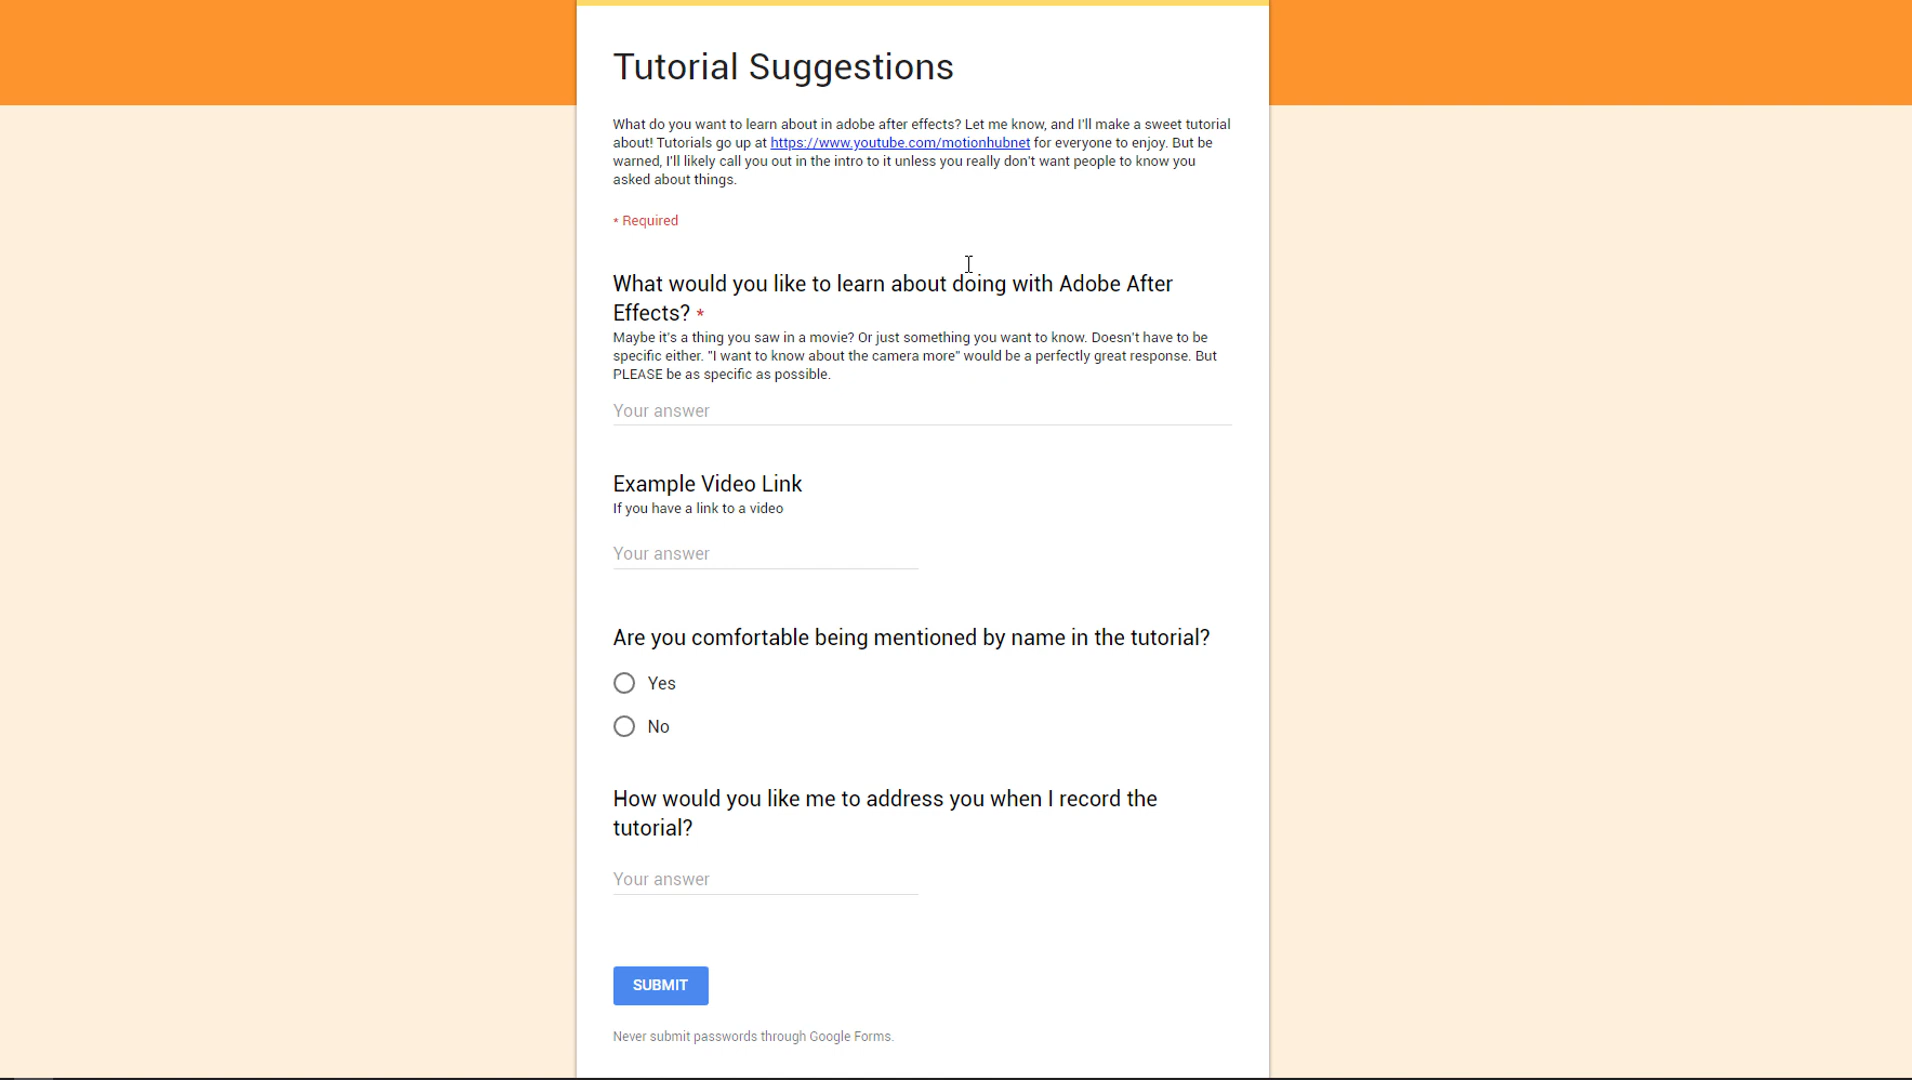 Tutorial Suggestions
What do you want to learn about in adobe after effects? Let me know, and I'll make a sweet tutorial
about! Tutorials go up at https://www.youtube.com/motionhubnet for everyone to enjoy. But be
warned, I'll likely call you out in the intro to it unless you really don't want people to know you
asked about things.
* Required
What would you like to learn about doing with Adobe After
Effects? *
Maybe it's a thing you saw in a movie? Or just something you want to know. Doesn't have to be
specific either. "I want to know about the camera more" would be a perfectly great response. But
PLEASE be as specific as possible.
Your answer
Example Video Link
If you have a link to a video
Your answer
Are you comfortable being mentioned by name in the tutorial?
Yes
No
How would you like me to address you when I record the
tutorial?
Your answer
SUBMIT
Never submit passwords through Google Forms.